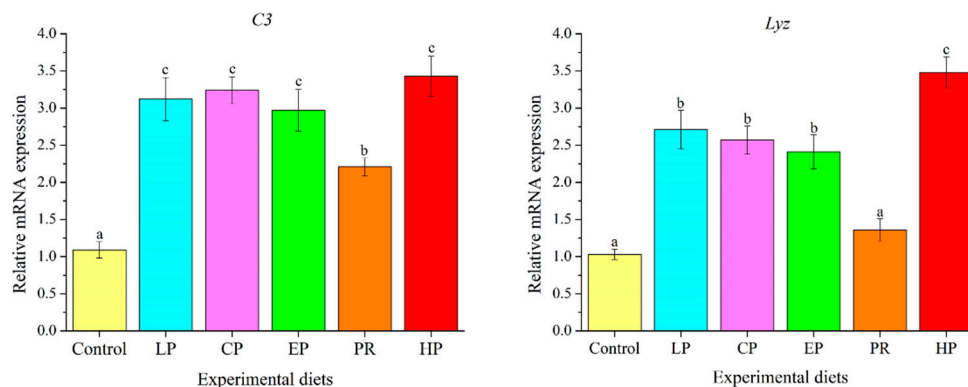 C3
Relative mRNA expression
4.0
3.5
3.0
2.5
2.0
1.5
1.0
0.5
0.0
a
c
c
c
b
c
Control LP CP EP PR HP
Experimental diets
Lyz
Relative mRNA expression
4.0
3.5
3.0
2.5
2.0
1.5
1.0
0.5
0.0
a
b
b
b
a
c
Control LP CP EP PR HP
Experimental diets